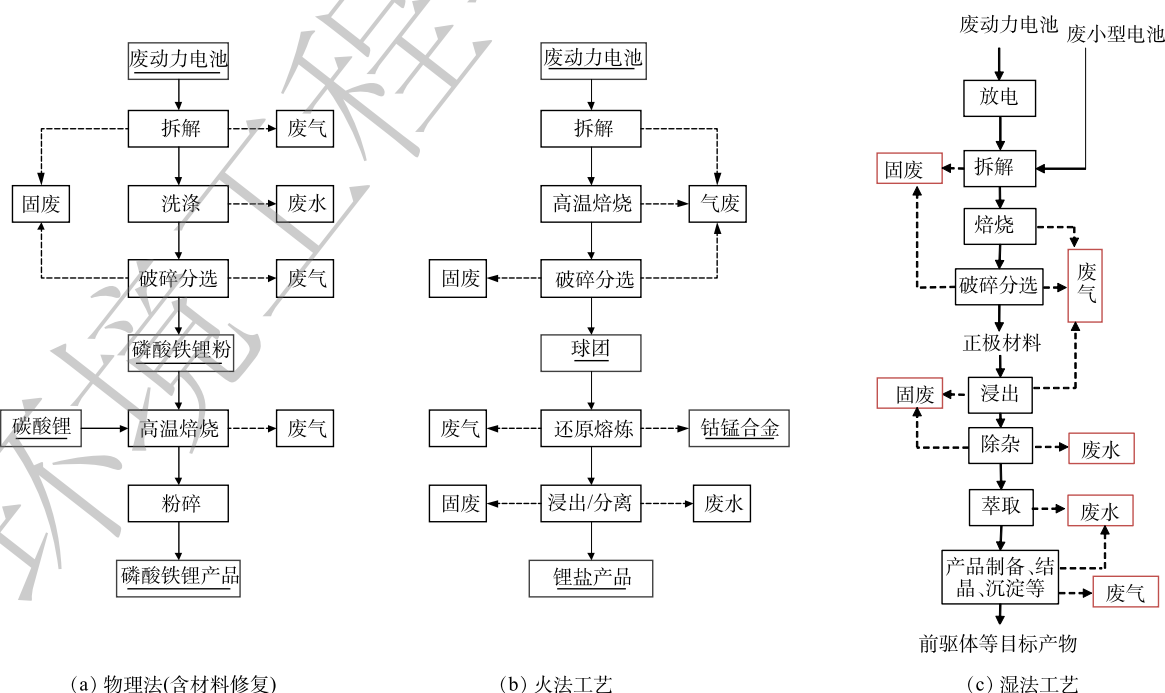 废动力电池
拆解
废气
固废
洗涤
废水
破碎分选
废气
磷酸铁锂粉
碳酸锂
高温焙烧
废气
粉碎
磷酸铁锂产品
(a) 物理法(含材料修复)
废动力电池
拆解
高温焙烧
气废
固废
破碎分选
球团
废气
还原熔炼
钴锰合金
固废
浸出/分离
废水
锂盐产品
(b) 火法工艺
废动力电池
废小型电池
放电
固废
拆解
焙烧
废
气
破碎分选
正极材料
固废
浸出
除杂
废水
萃取
废水
产品制备、结
晶、沉淀等
废气
前驱体等目标产物
(c) 湿法工艺
环境工程